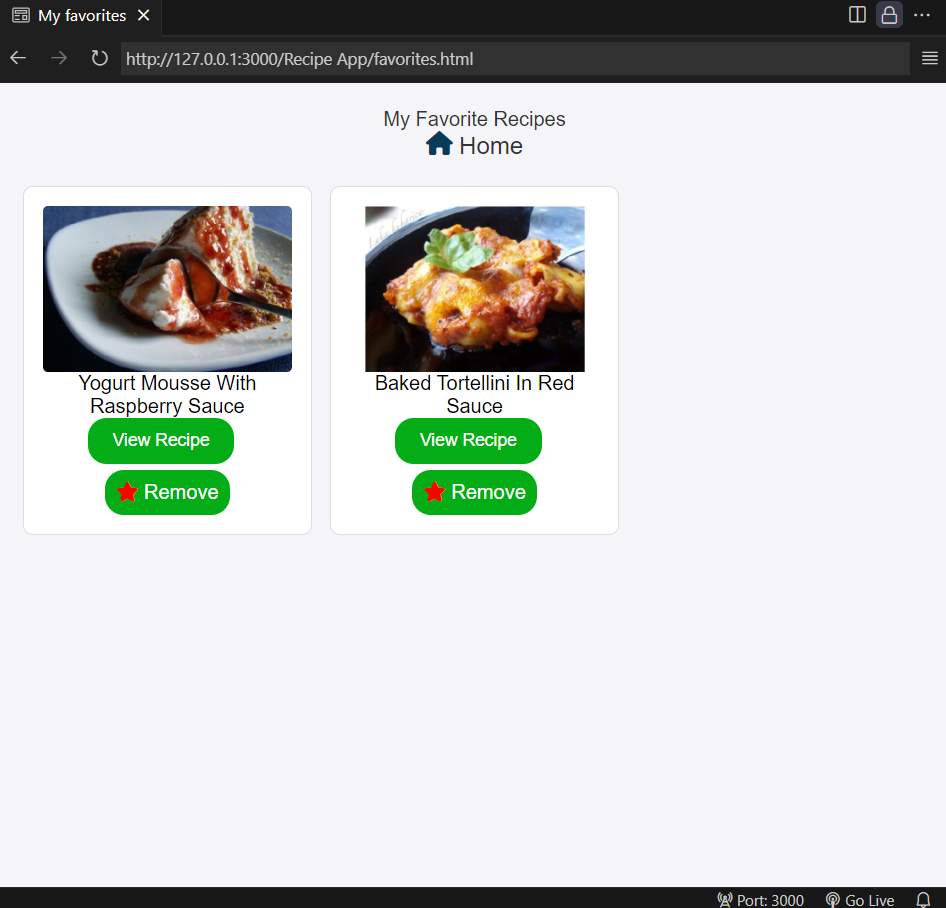 My favorites
http://127.0.0.1:3000/Recipe App/favorites.html
My Favorite Recipes
Home
Yogurt Mousse With
Raspberry Sauce
View Recipe
Remove
Baked Tortellini In Red
Sauce
View Recipe
Remove
Port: 3000
Go Live